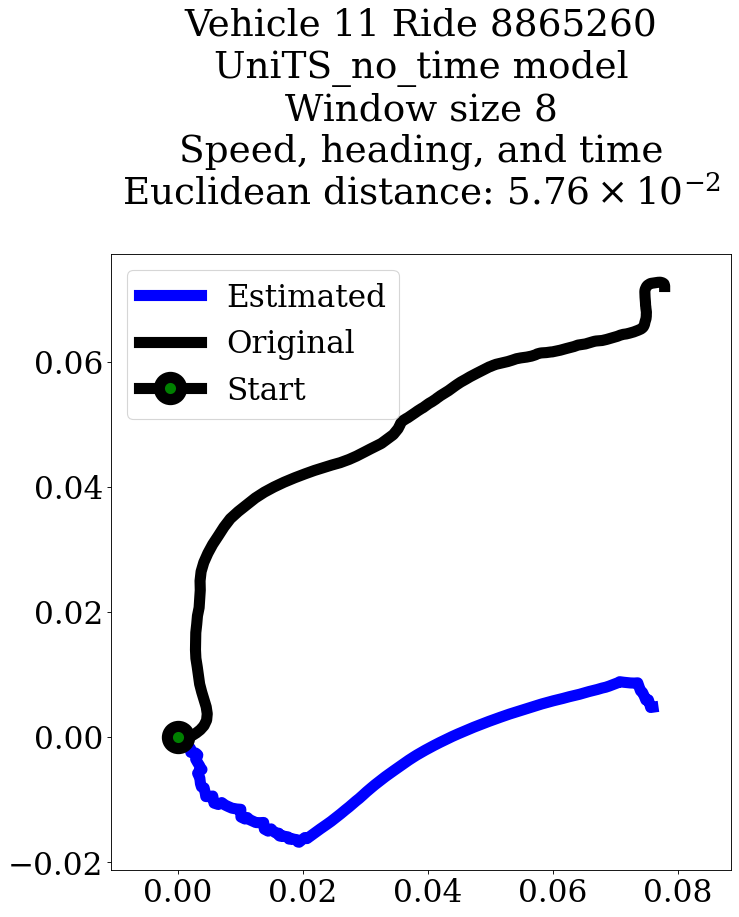 Vehicle 11 Ride 8865260
UniTS_no_time model
Window size 8
Speed, heading, and time
Euclidean distance: 5.76 × 10⁻²
Estimated
Original
Start
0.06
0.04
0.02
0.00
−0.02
0.00 0.02 0.04 0.06 0.08